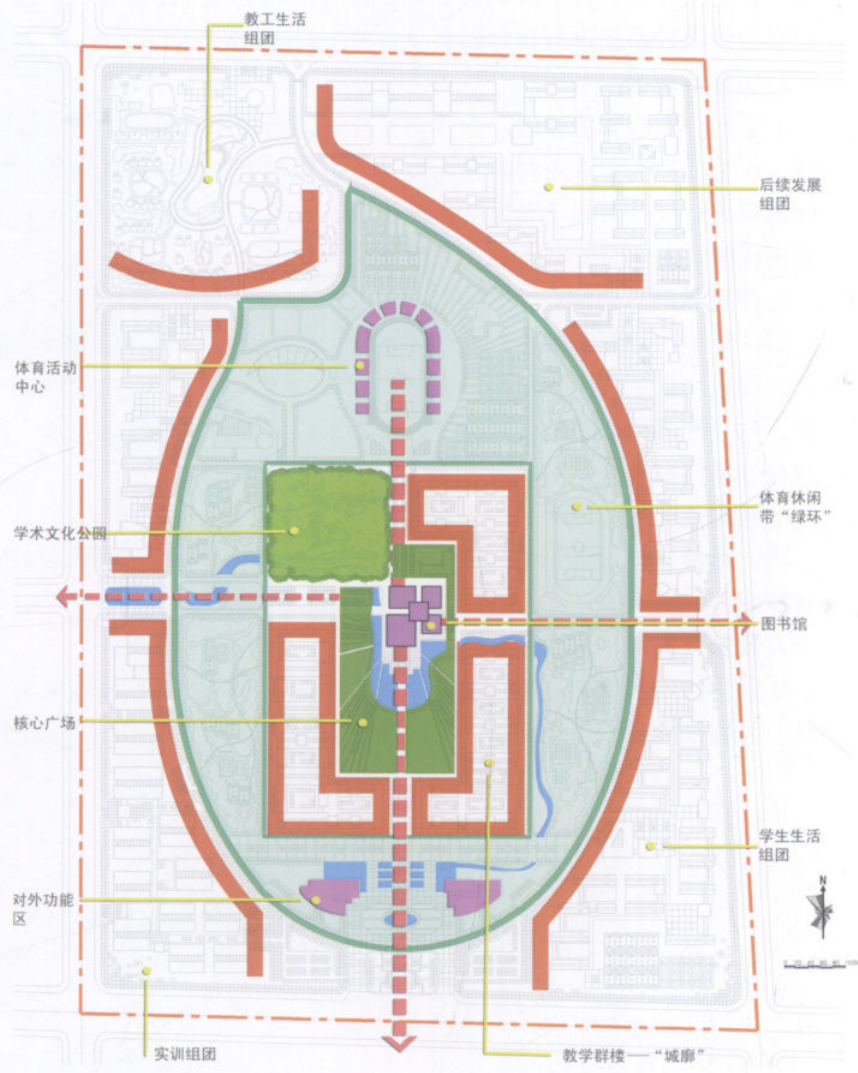 教工生活
组团
后续发展
组团
体育活动
中心
体育休闲
带“绿环”
学术文化公园
图书馆
核心广场
学生生活
组团
对外功能
区
N
实训组团
教学群楼——“城廓”